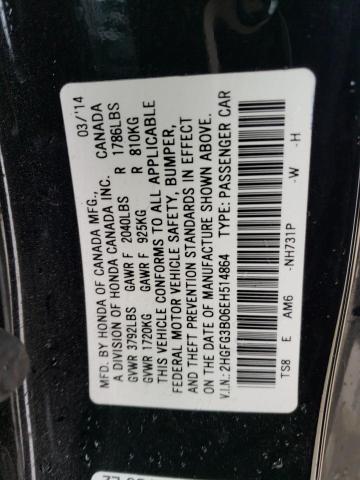 MFD. BY HONDA OF CANADA MFG., 03/'14
A DIVISION OF HONDA CANADA INC. CANADA
GVWR 3792LBS GAWR F 2040LBS R 1786LBS
GVWR 1720KG GAWR F 925KG R 810KG
THIS VEHICLE CONFORMS TO ALL APPLICABLE
FEDERAL MOTOR VEHICLE SAFETY, BUMPER,
AND THEFT PREVENTION STANDARDS IN EFFECT
ON THE DATE OF MANUFACTURE SHOWN ABOVE.
V.I.N.: 2HGFG3B06EH514864 TYPE: PASSENGER CAR
TS8 E AM6 -NH731P -W -H